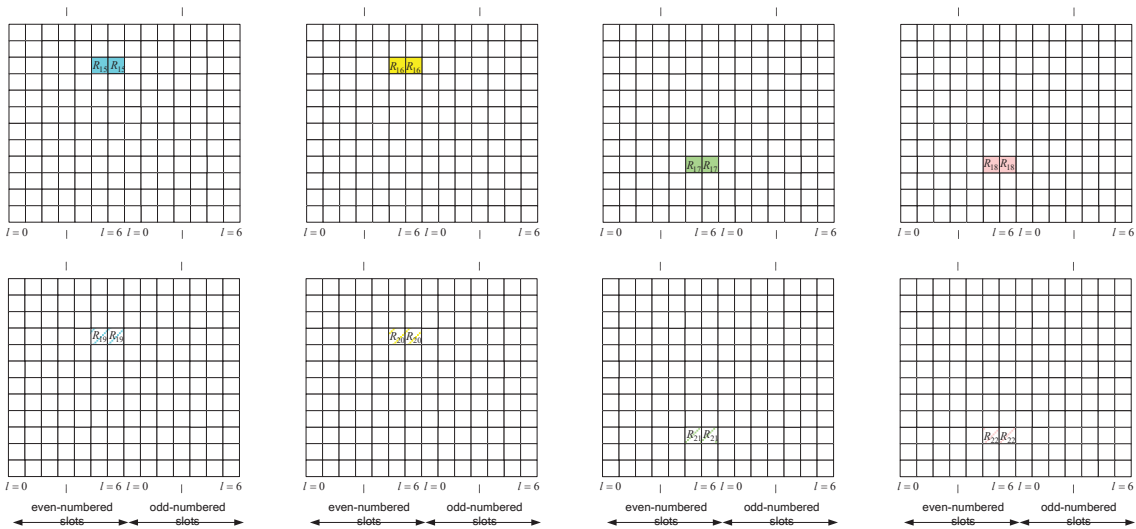 R15 R15
R16 R16
R17 R17
R18 R18
l = 0 l = 6 l = 0 l = 6
l = 0 l = 6 l = 0 l = 6
l = 0 l = 6 l = 0 l = 6
l = 0 l = 6 l = 0 l = 6
R19 R19
R20 R20
R21 R21
R22 R22
l = 0 l = 6 l = 0 l = 6
l = 0 l = 6 l = 0 l = 6
l = 0 l = 6 l = 0 l = 6
l = 0 l = 6 l = 0 l = 6
even-numbered odd-numbered
slots slots
even-numbered odd-numbered
slots slots
even-numbered odd-numbered
slots slots
even-numbered odd-numbered
slots slots